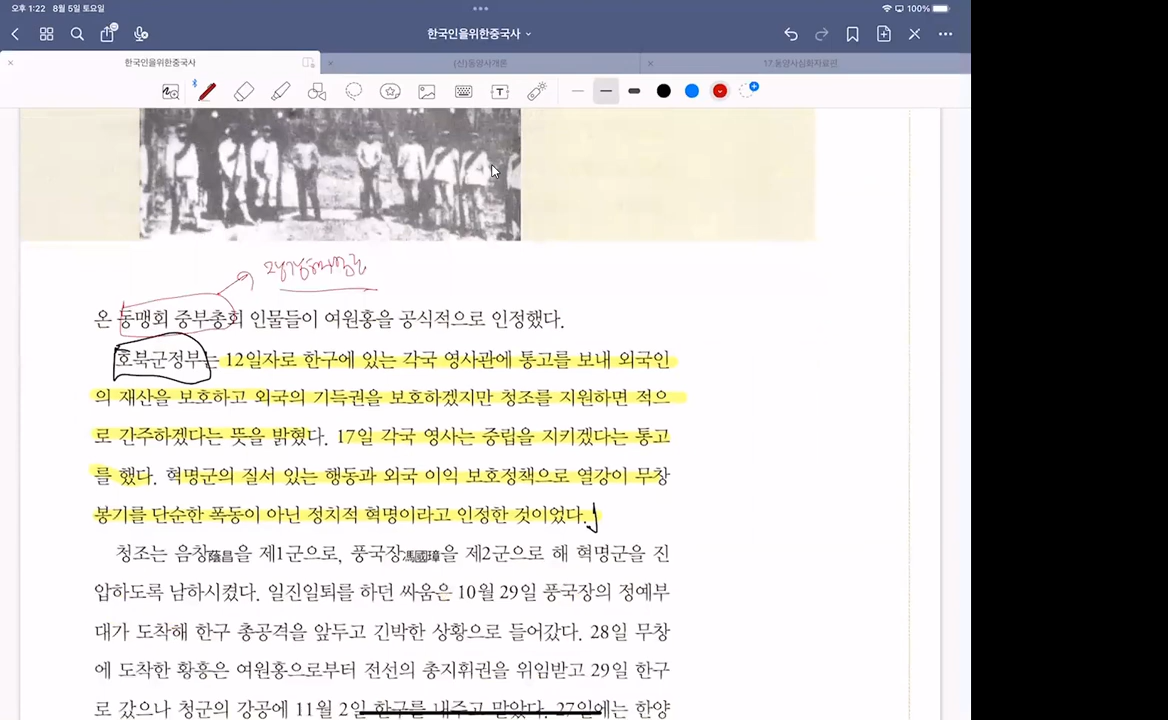 오후 1:22 8월 5일 토요일
100%
한국인을위한중국사
한국인을위한중국사
(신)동양사개론
17.동양사심화자료편
온 동맹회 중부총회 인물들이 여원홍을 공식적으로 인정했다.
호북군정부는 12일자로 한구에 있는 각국 영사관에 통고를 보내 외국인
의 재산을 보호하고 외국의 기득권을 보호하겠지만 청조를 지원하면 적으
로 간주하겠다는 뜻을 밝혔다. 17일 각국 영사는 중립을 지키겠다는 통고
를 했다. 혁명군의 질서 있는 행동과 외국 이익 보호정책으로 열강이 무창
봉기를 단순한 폭동이 아닌 정치적 혁명이라고 인정한 것이었다.
청조는 음창蔭昌을 제1군으로, 풍국장馮國璋을 제2군으로 해 혁명군을 진
압하도록 남하시켰다. 일진일퇴를 하던 싸움은 10월 29일 풍국장의 정예부
대가 도착해 한구 총공격을 앞두고 긴박한 상황으로 들어갔다. 28일 무창
에 도착한 황흥은 여원홍으로부터 전선의 총지휘권을 위임받고 29일 한구
로 갔으나 청군의 강공에 11월 2일 한구를 내주고 말았다. 27일에는 한양